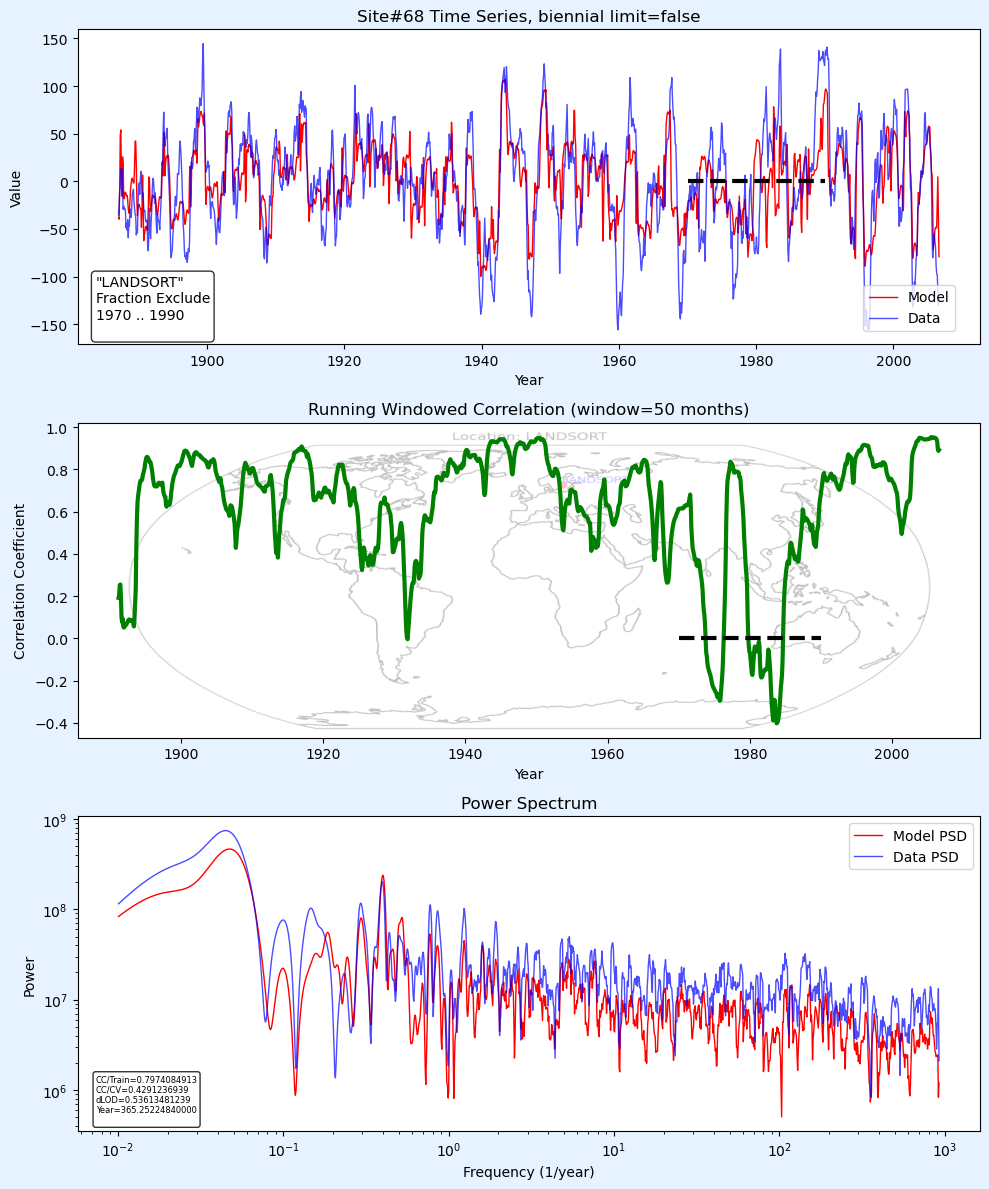 Site#68 Time Series, biennial limit=false
150
100
50
0
−50
−100
−150
Value
"LANDSORT"
Fraction Exclude
1970 .. 1990
Model
Data
1900
1920
1940
1960
1980
2000
Year
Running Windowed Correlation (window=50 months)
Location: LANDSORT
LANDSORT
1.0
0.8
0.6
0.4
0.2
0.0
−0.2
−0.4
Correlation Coefficient
1900
1920
1940
1960
1980
2000
Year
Power Spectrum
10⁹
10⁸
10⁷
10⁶
Power
Model PSD
Data PSD
CC/Train=0.7974084913
CC/CV=0.4291236939
dLOD=0.53613481239
Year=365.25224840000
10⁻²
10⁻¹
10⁰
10¹
10²
10³
Frequency (1/year)